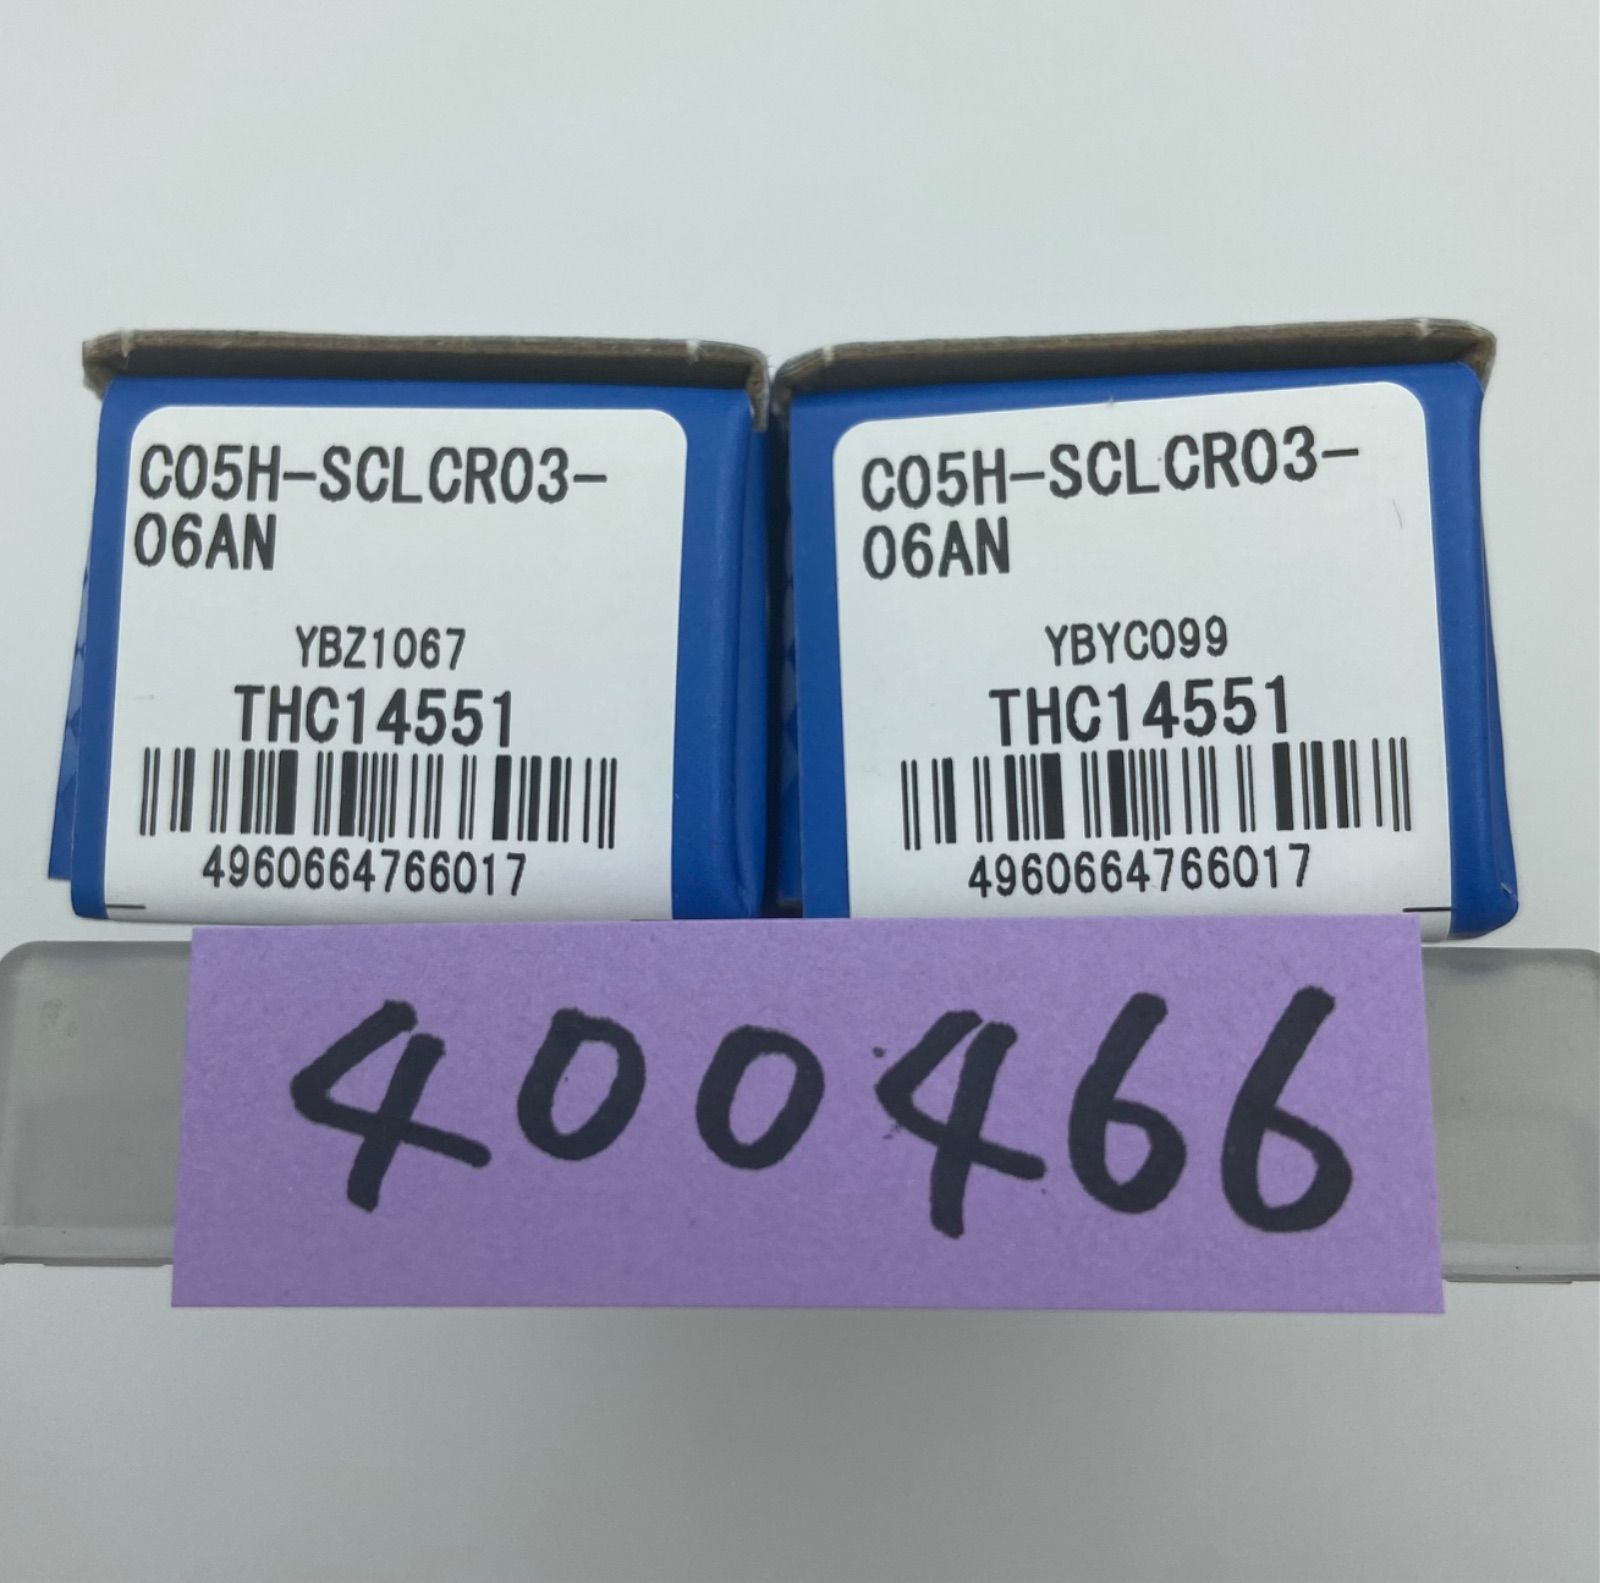 C05H-SCLCR03-
06AN
YBZ1067
THC14551
4960664766017
C05H-SCLCR03-
06AN
YBYC099
THC14551
4960664766017
400466